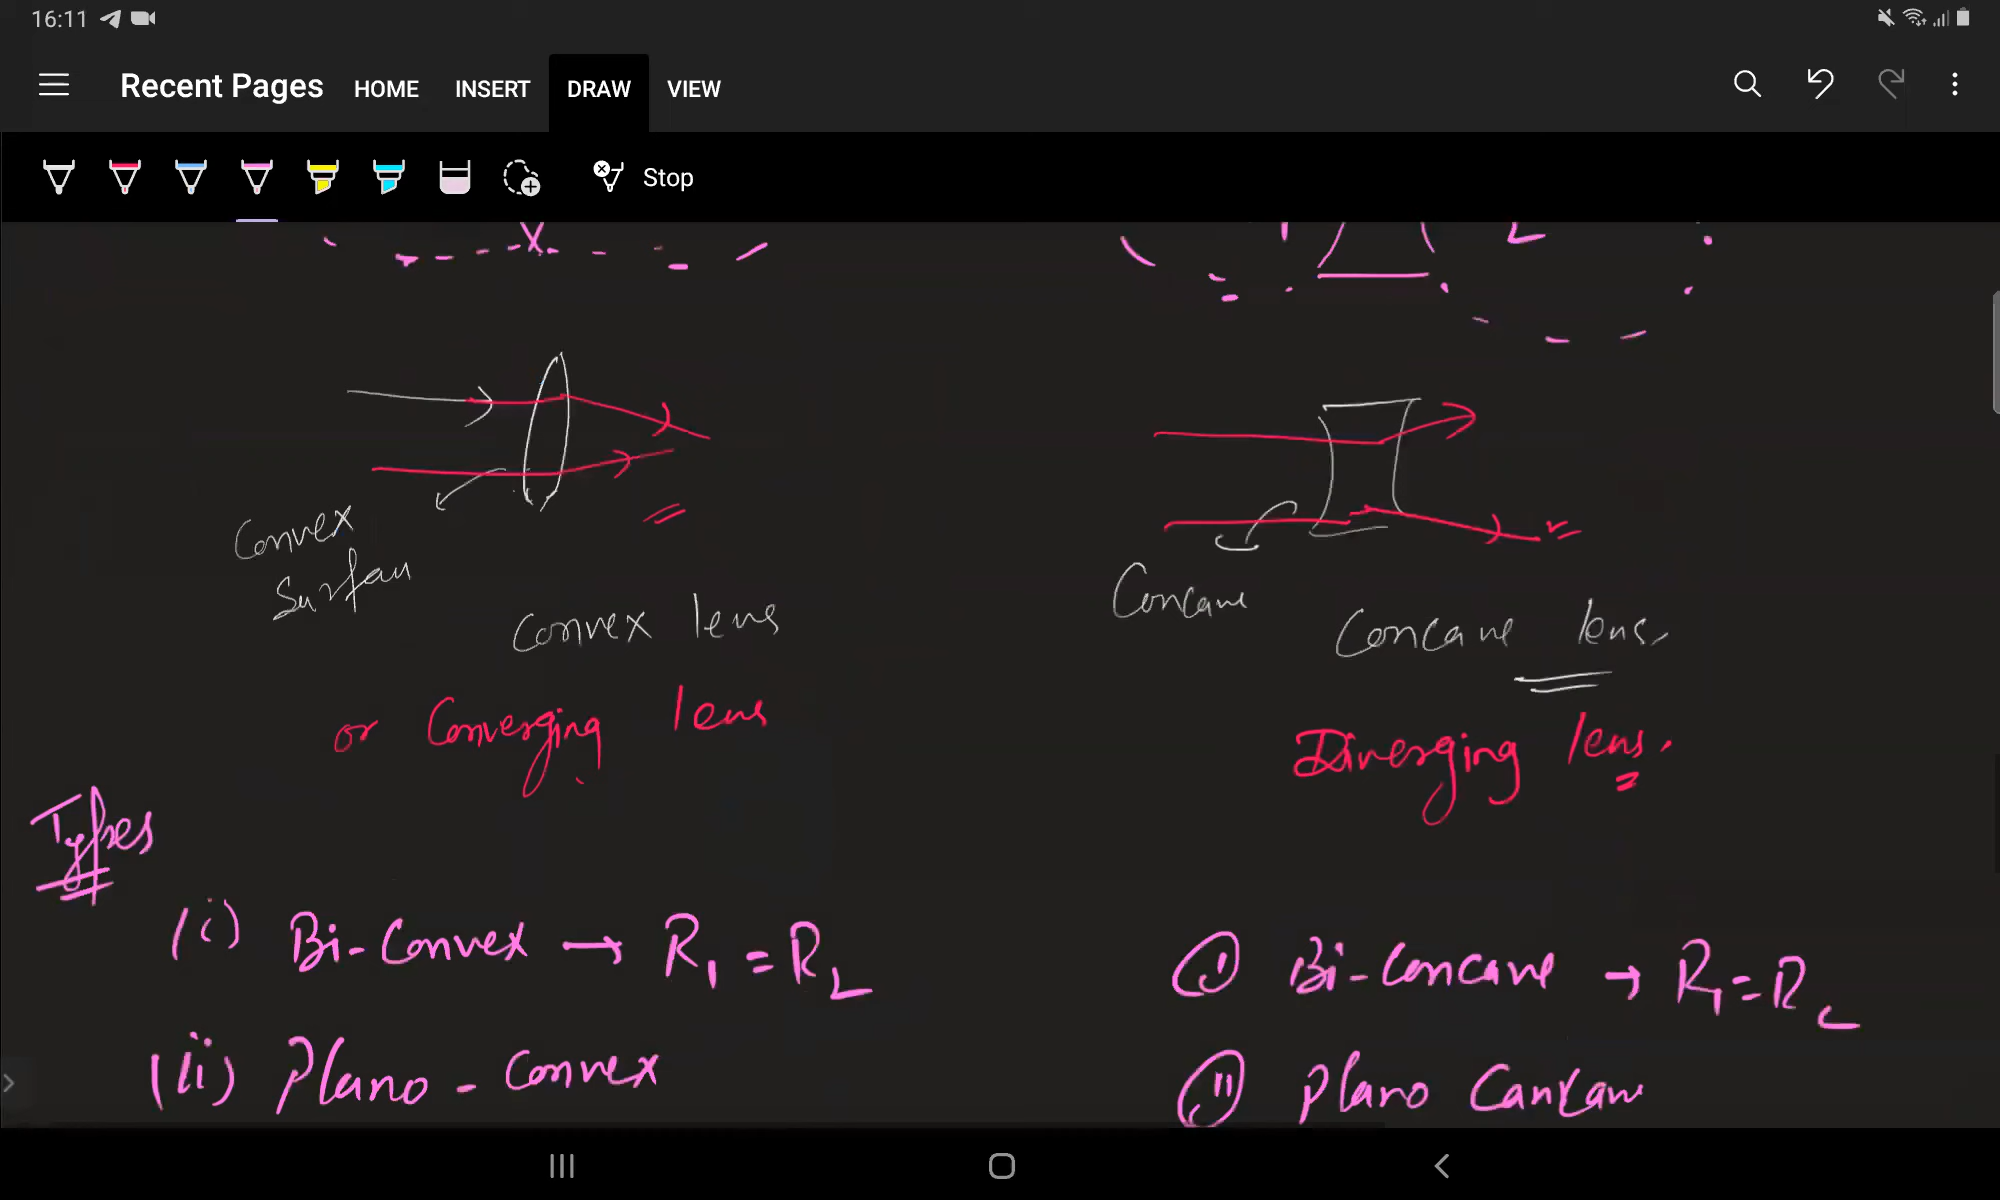 16:11
Recent Pages HOME INSERT DRAW VIEW
Stop
Convex
Surfau
Convex lens
or Converging lens
Concave
Concave lens.
Diverging lens.
Types
(i) Bi-Convex → R₁ = R₂
(ii) Plano - Convex
(I) Bi-Concave → R₁ = R₂
(II) Plano Concave